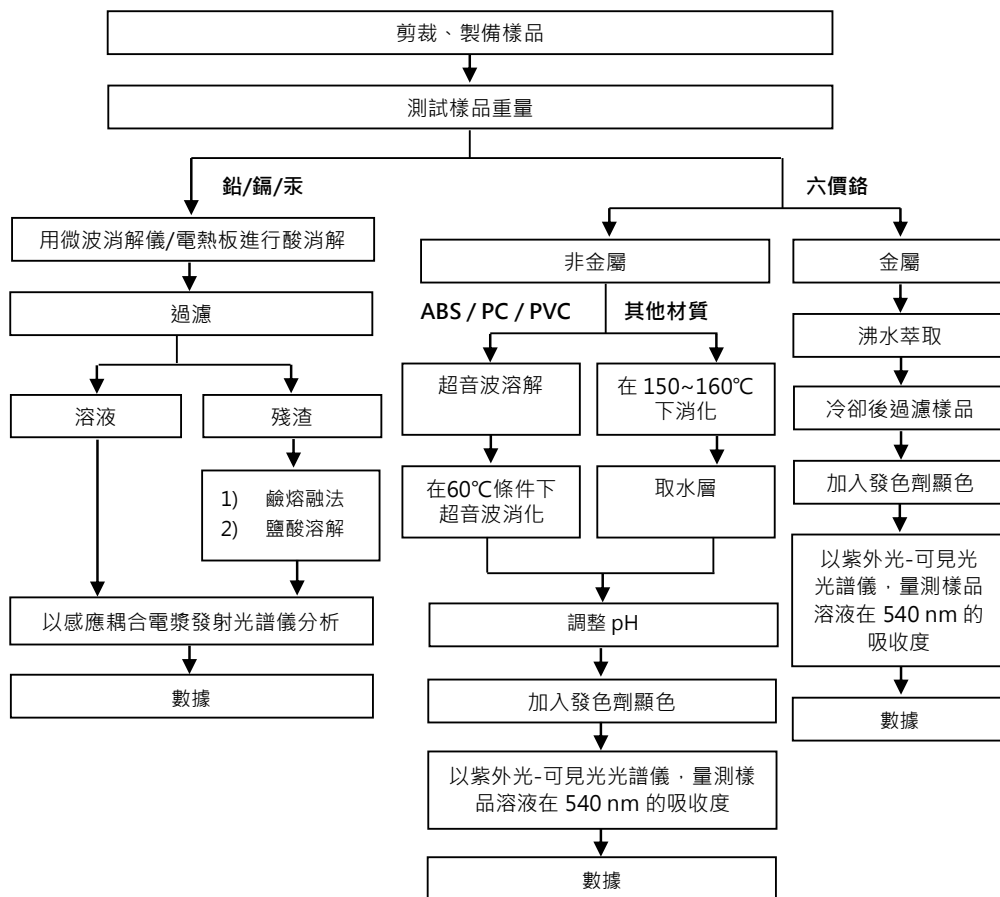 剪裁、製備樣品
測試樣品重量
鉛/鎘/汞
六價鉻
用微波消解儀/電熱板進行酸消解
過濾
溶液
殘渣
1) 鹼熔融法
2) 鹽酸溶解
以感應耦合電漿發射光譜儀分析
數據
非金屬
ABS / PC / PVC
其他材質
超音波溶解
在 150~160℃
下消化
在60℃條件下
超音波消化
取水層
調整 pH
加入發色劑顯色
以紫外光-可見光光譜儀，量測樣
品溶液在 540 nm 的吸收度
數據
金屬
沸水萃取
冷卻後過濾樣品
加入發色劑顯色
以紫外光-可見光
光譜儀，量測樣品
溶液在 540 nm 的
吸收度
數據